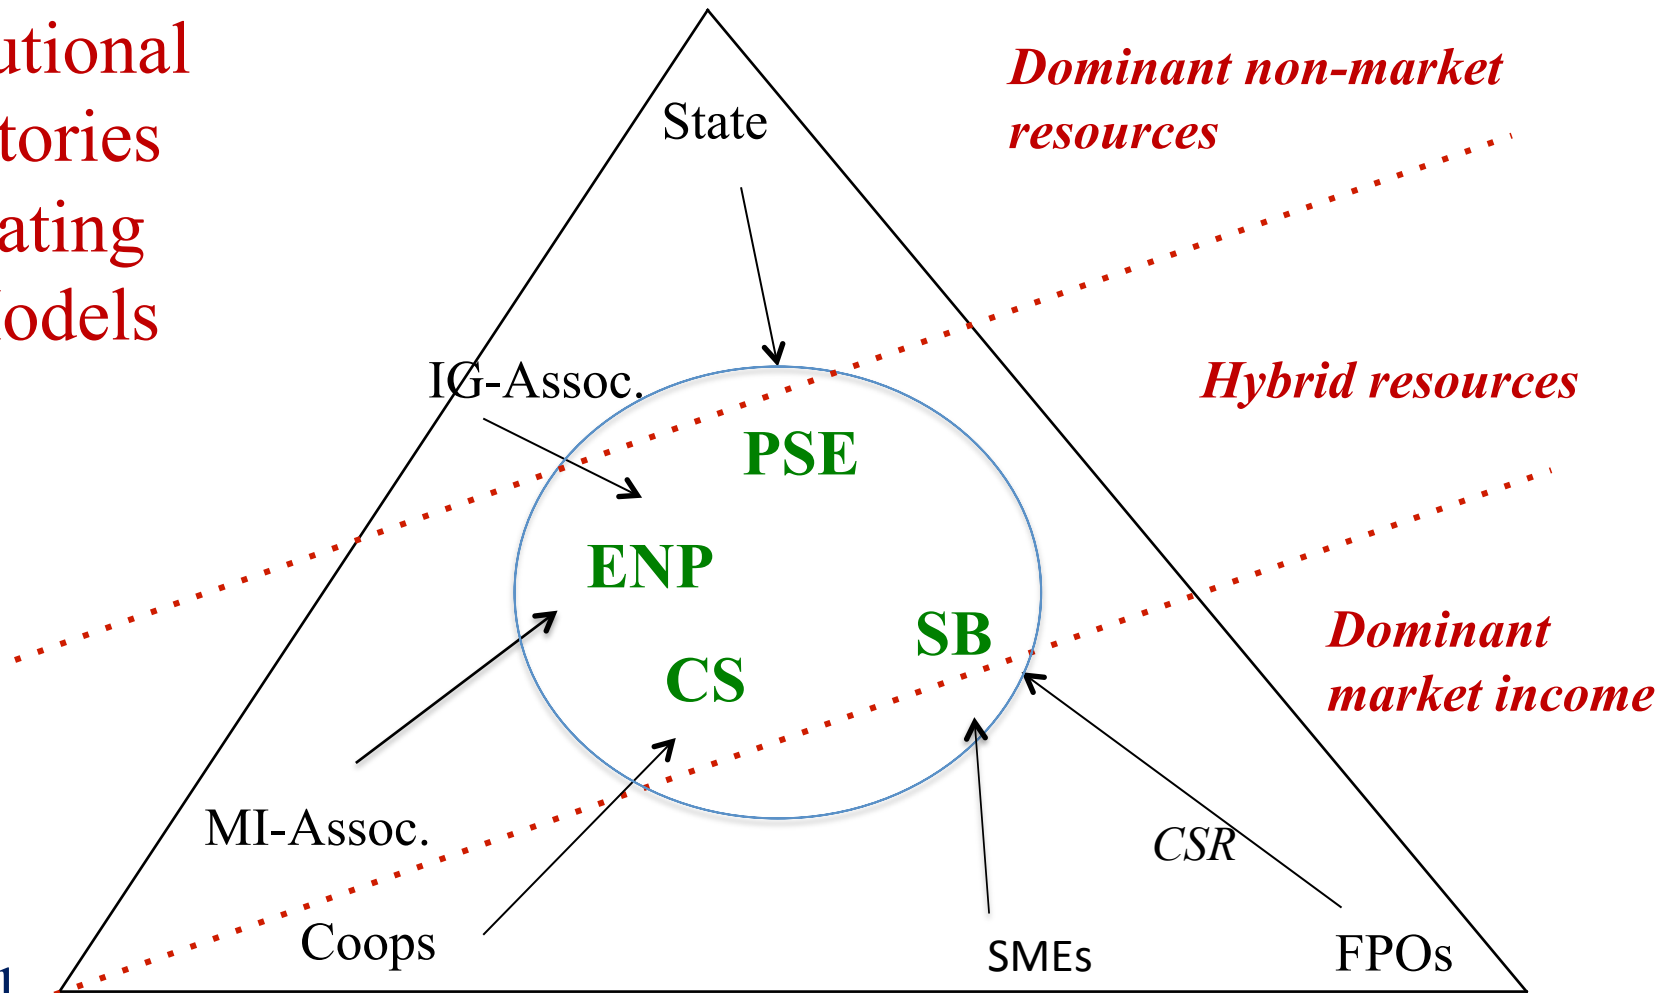 utional
tories
ating
Models
State
Dominant non-market
resources
IG-Assoc.
Hybrid resources
PSE
ENP
SB
CS
Dominant
market income
MI-Assoc.
CSR
Coops
SMEs
FPOs